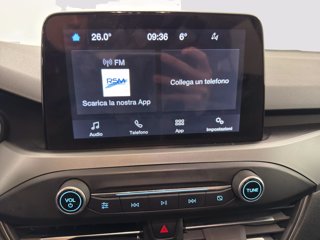 26.0° 09:36 6°
FM
RSM
Collega un telefono
Scarica la nostra App
Audio Telefono App Impostazioni
VOL
TUNE